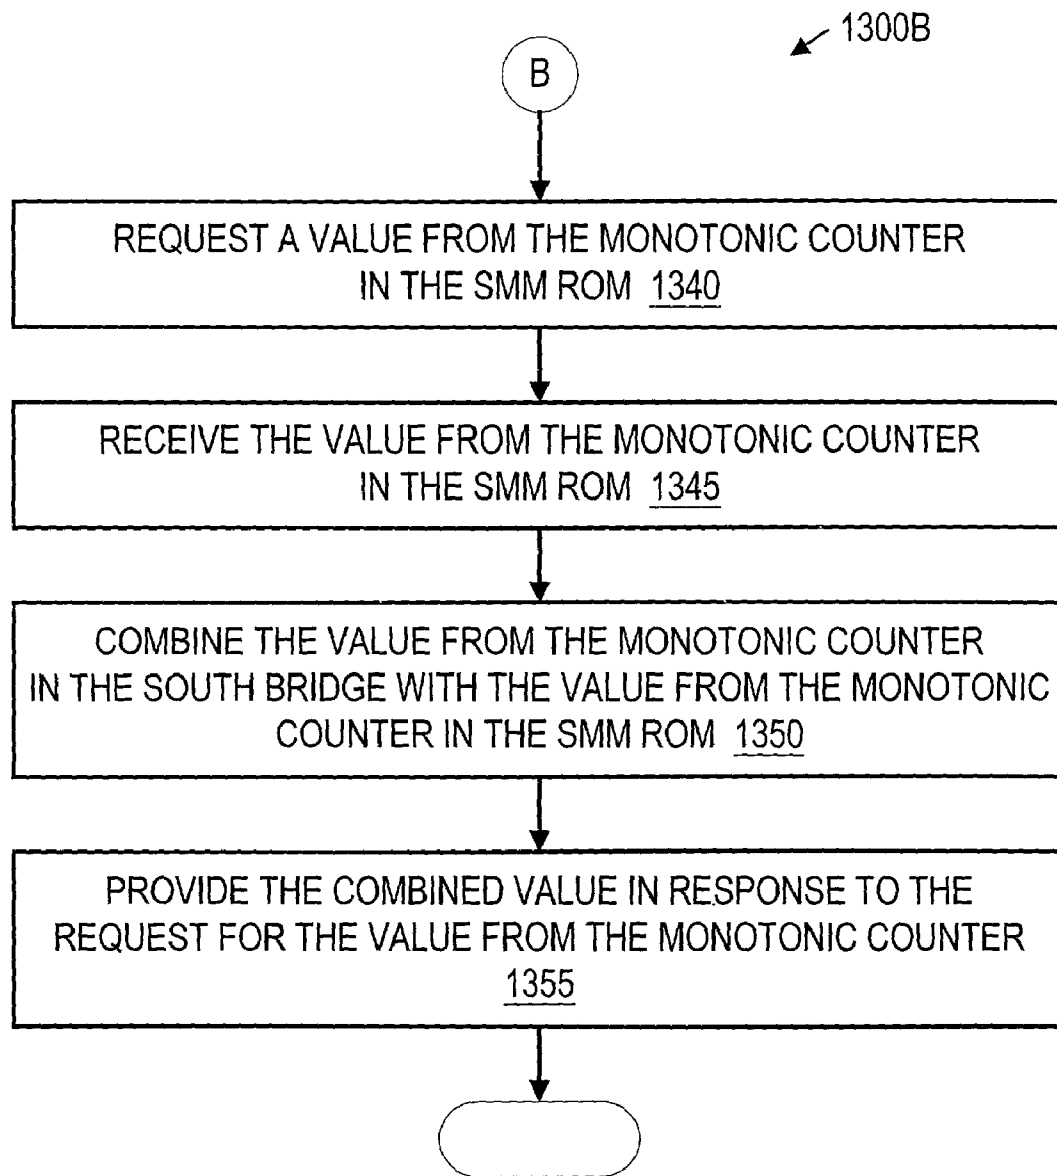 1300B
B
REQUEST A VALUE FROM THE MONOTONIC COUNTER
IN THE SMM ROM 1340
RECEIVE THE VALUE FROM THE MONOTONIC COUNTER
IN THE SMM ROM 1345
COMBINE THE VALUE FROM THE MONOTONIC COUNTER
IN THE SOUTH BRIDGE WITH THE VALUE FROM THE MONOTONIC
COUNTER IN THE SMM ROM 1350
PROVIDE THE COMBINED VALUE IN RESPONSE TO THE
REQUEST FOR THE VALUE FROM THE MONOTONIC COUNTER
1355